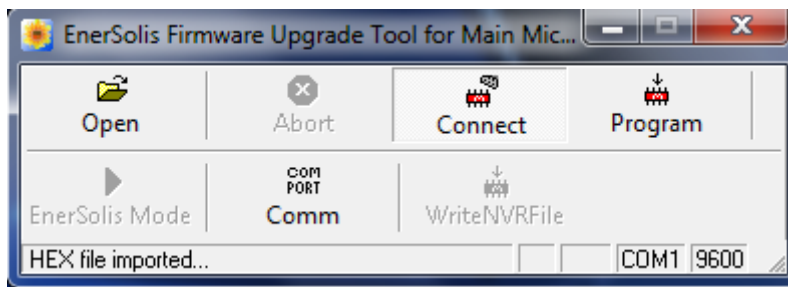 EnerSolis Firmware Upgrade Tool for Main Mic...
Open Abort Connect Program
EnerSolis Mode COM PORT Comm WriteNVRFile
HEX file imported... COM1 9600